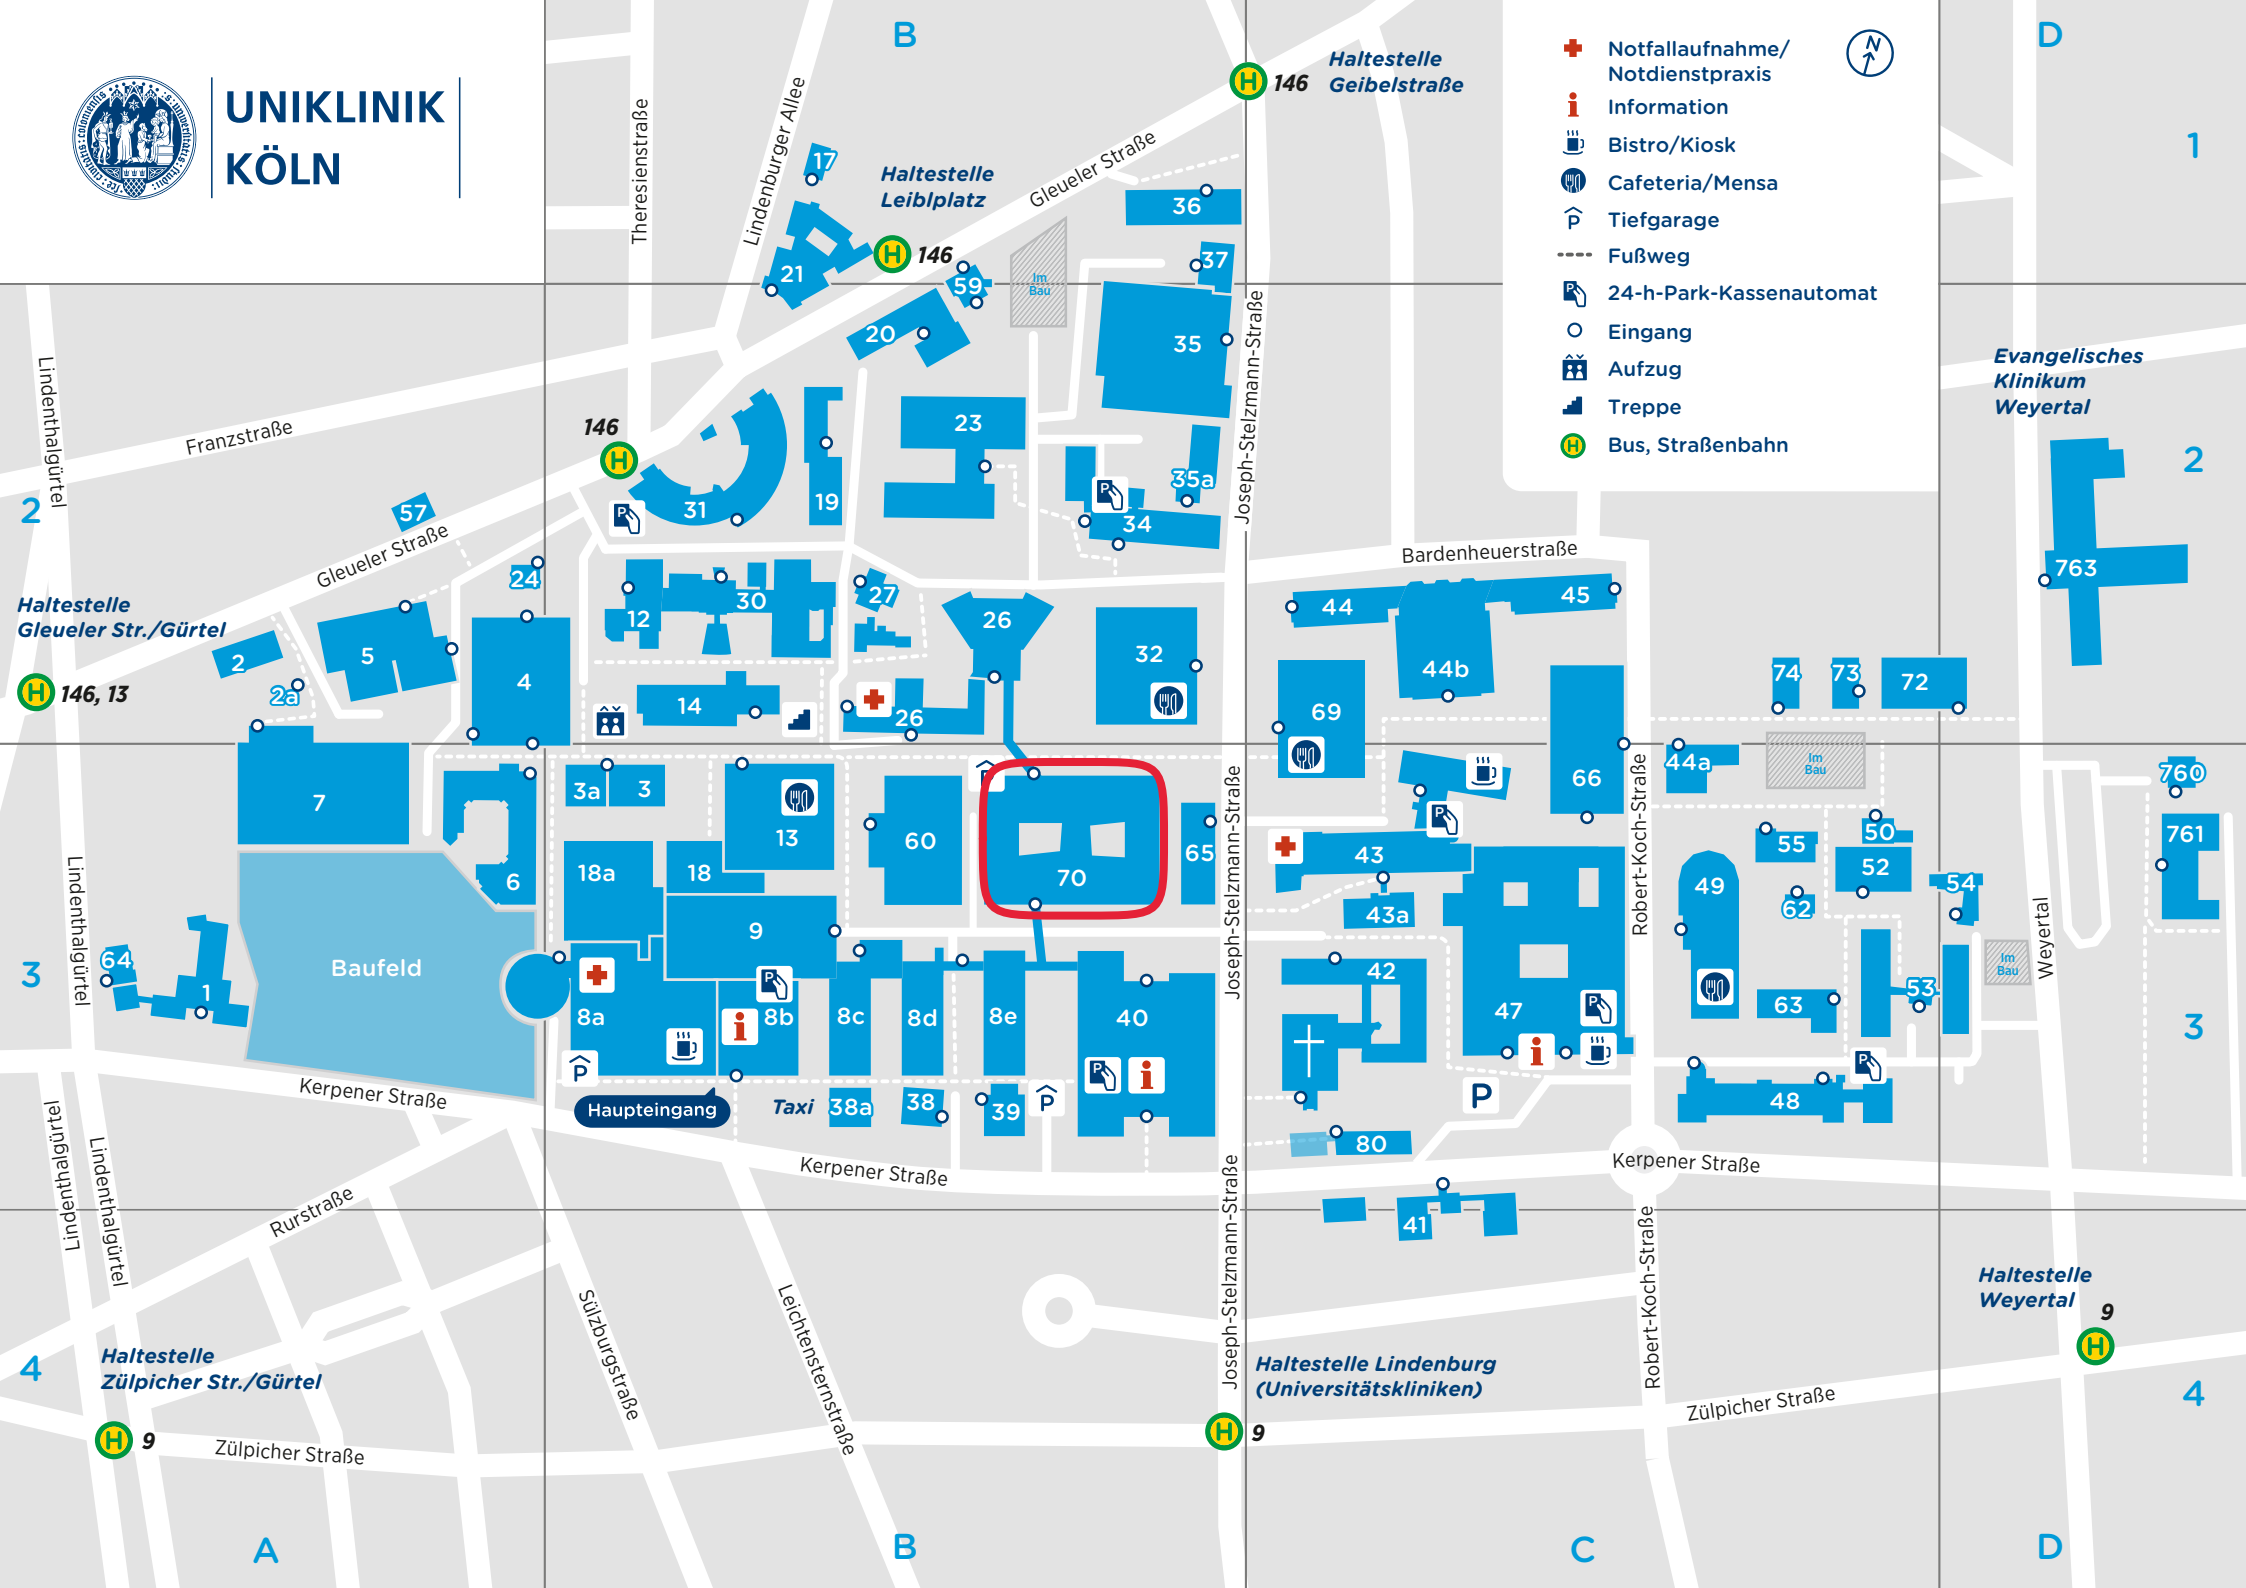 UNIKLINIK
KÖLN
B
D
1
Notfallaufnahme/
Notdienstpraxis
Information
Bistro/Kiosk
Cafeteria/Mensa
P
Tiefgarage
Fußweg
P
24-h-Park-Kassenautomat
Eingang
Aufzug
Treppe
H
Bus, Straßenbahn
N
H 146
Haltestelle
Geibelstraße
Theresienstraße
Lindenburger Allee
17
Haltestelle
Leiblplatz
H 146
Gleueler Straße
36
37
21
59
Im
Bau
20
35
Joseph-Stelzmann-Straße
Evangelisches
Klinikum
Weyertal
Lindenthalgürtel
Franzstraße
146
H
23
2
2
57
P
31
19
P
35a
34
Gleueler Straße
Bardenheuerstraße
763
24
Haltestelle
Gleueler Str./Gürtel
H 146, 13
2
2a
5
4
12
30
27
26
32
44
45
44b
14
26
69
74
73
72
7
3a
3
13
P
66
44a
Im
Bau
760
Joseph-Stelzmann-Straße
Robert-Koch-Straße
P
60
70
65
43
55
50
761
52
6
18a
18
49
62
54
43a
Lindenthalgürtel
9
Weyertal
Baufeld
64
3
1
P
42
Im
Bau
8a
8b
8c
8d
8e
40
47
P
63
53
3
P
P
P
P
P
Kerpener Straße
Haupteingang
Taxi
38a
38
39
48
80
Kerpener Straße
Kerpener Straße
Lindenthalgürtel
Lindenthalgürtel
Rurstraße
41
Joseph-Stelzmann-Straße
Robert-Koch-Straße
Sülzburgstraße
Leichtensternstraße
Haltestelle
Weyertal
9
H
4
Haltestelle
Zülpicher Str./Gürtel
Haltestelle Lindenburg
(Universitätskliniken)
4
H 9
Zülpicher Straße
H 9
Zülpicher Straße
A
B
C
D